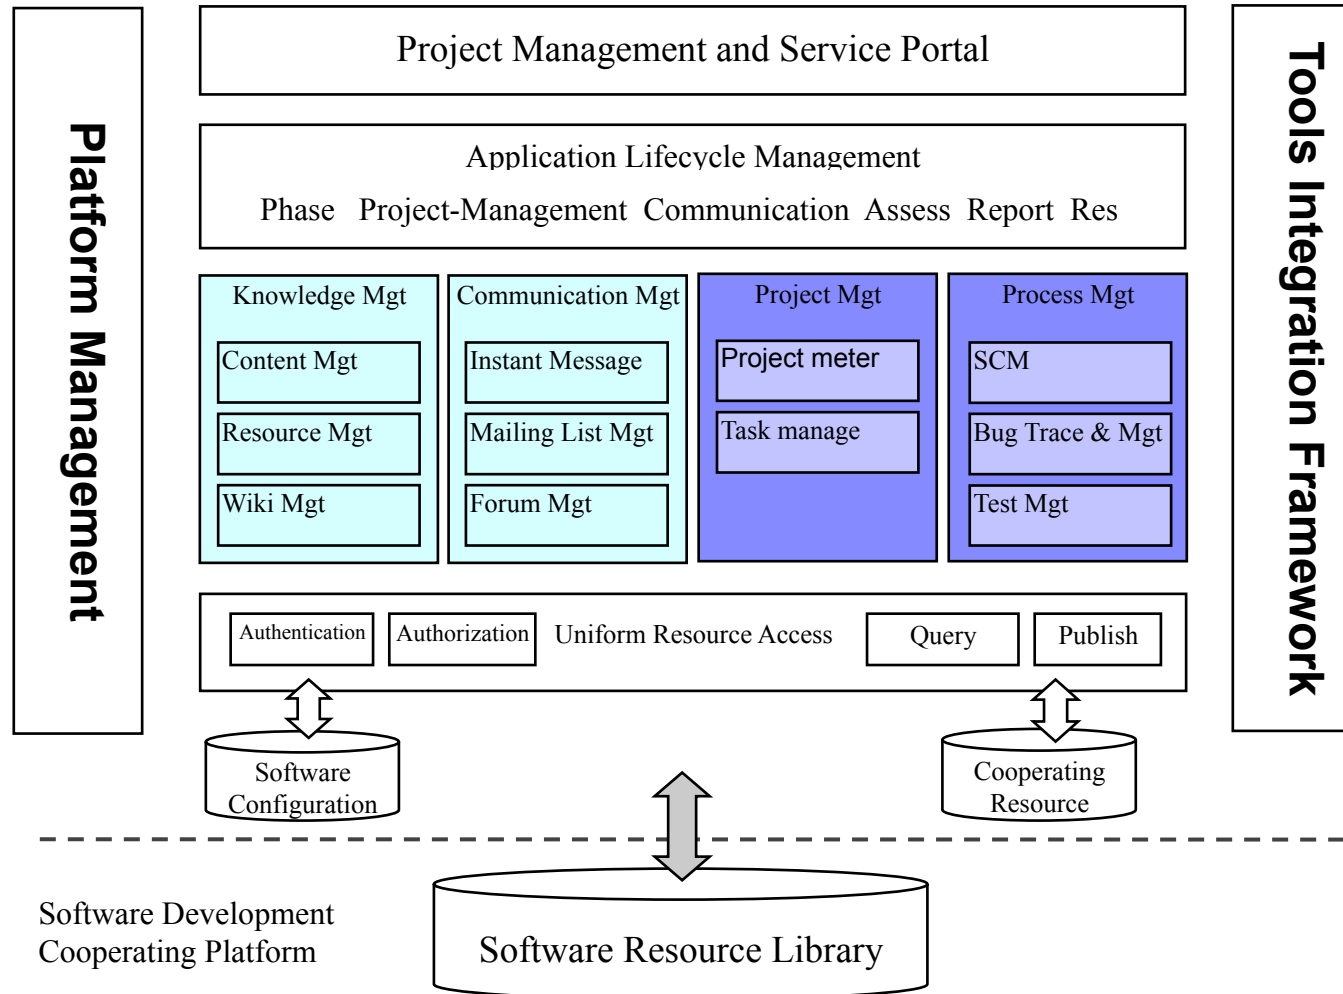 Platform Management
Project Management and Service Portal
Tools Integration Framework
Application Lifecycle Management
Phase Project-Management Communication Assess Report Res
Knowledge Mgt
Content Mgt
Resource Mgt
Wiki Mgt
Communication Mgt
Instant Message
Mailing List Mgt
Forum Mgt
Project Mgt
Project meter
Task manage
Process Mgt
SCM
Bug Trace & Mgt
Test Mgt
Authentication
Authorization
Uniform Resource Access
Query
Publish
Software
Configuration
Cooperating
Resource
Software Development
Cooperating Platform
Software Resource Library